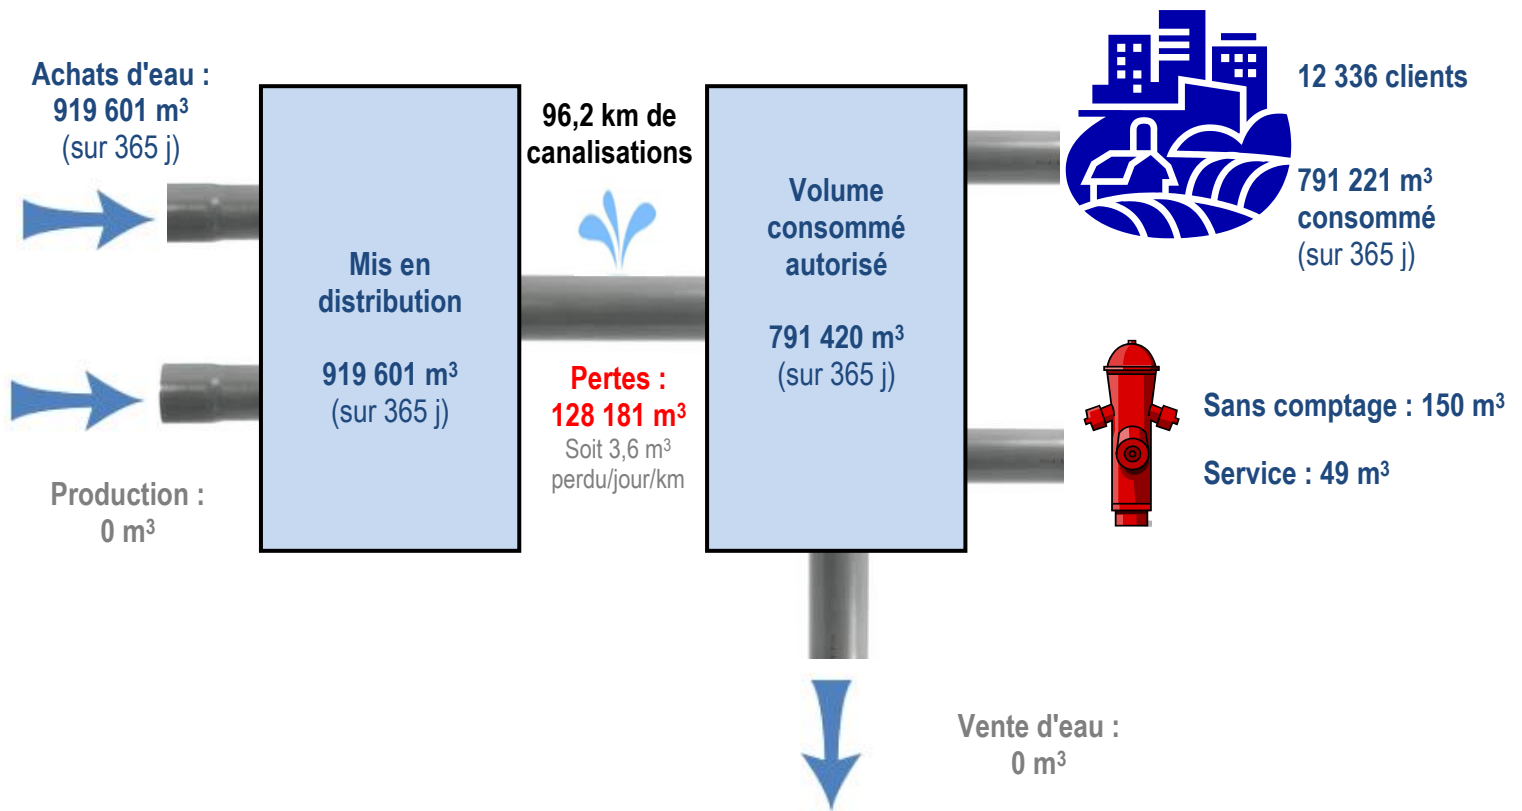 Achats d'eau :
919 601 m³
(sur 365 j)
Production :
0 m³
Mis en
distribution
919 601 m³
(sur 365 j)
96,2 km de
canalisations
Pertes :
128 181 m³
Soit 3,6 m³
perdu/jour/km
Volume
consommé
autorisé
791 420 m³
(sur 365 j)
12 336 clients
791 221 m³
consommé
(sur 365 j)
Sans comptage : 150 m³
Service : 49 m³
Vente d'eau :
0 m³